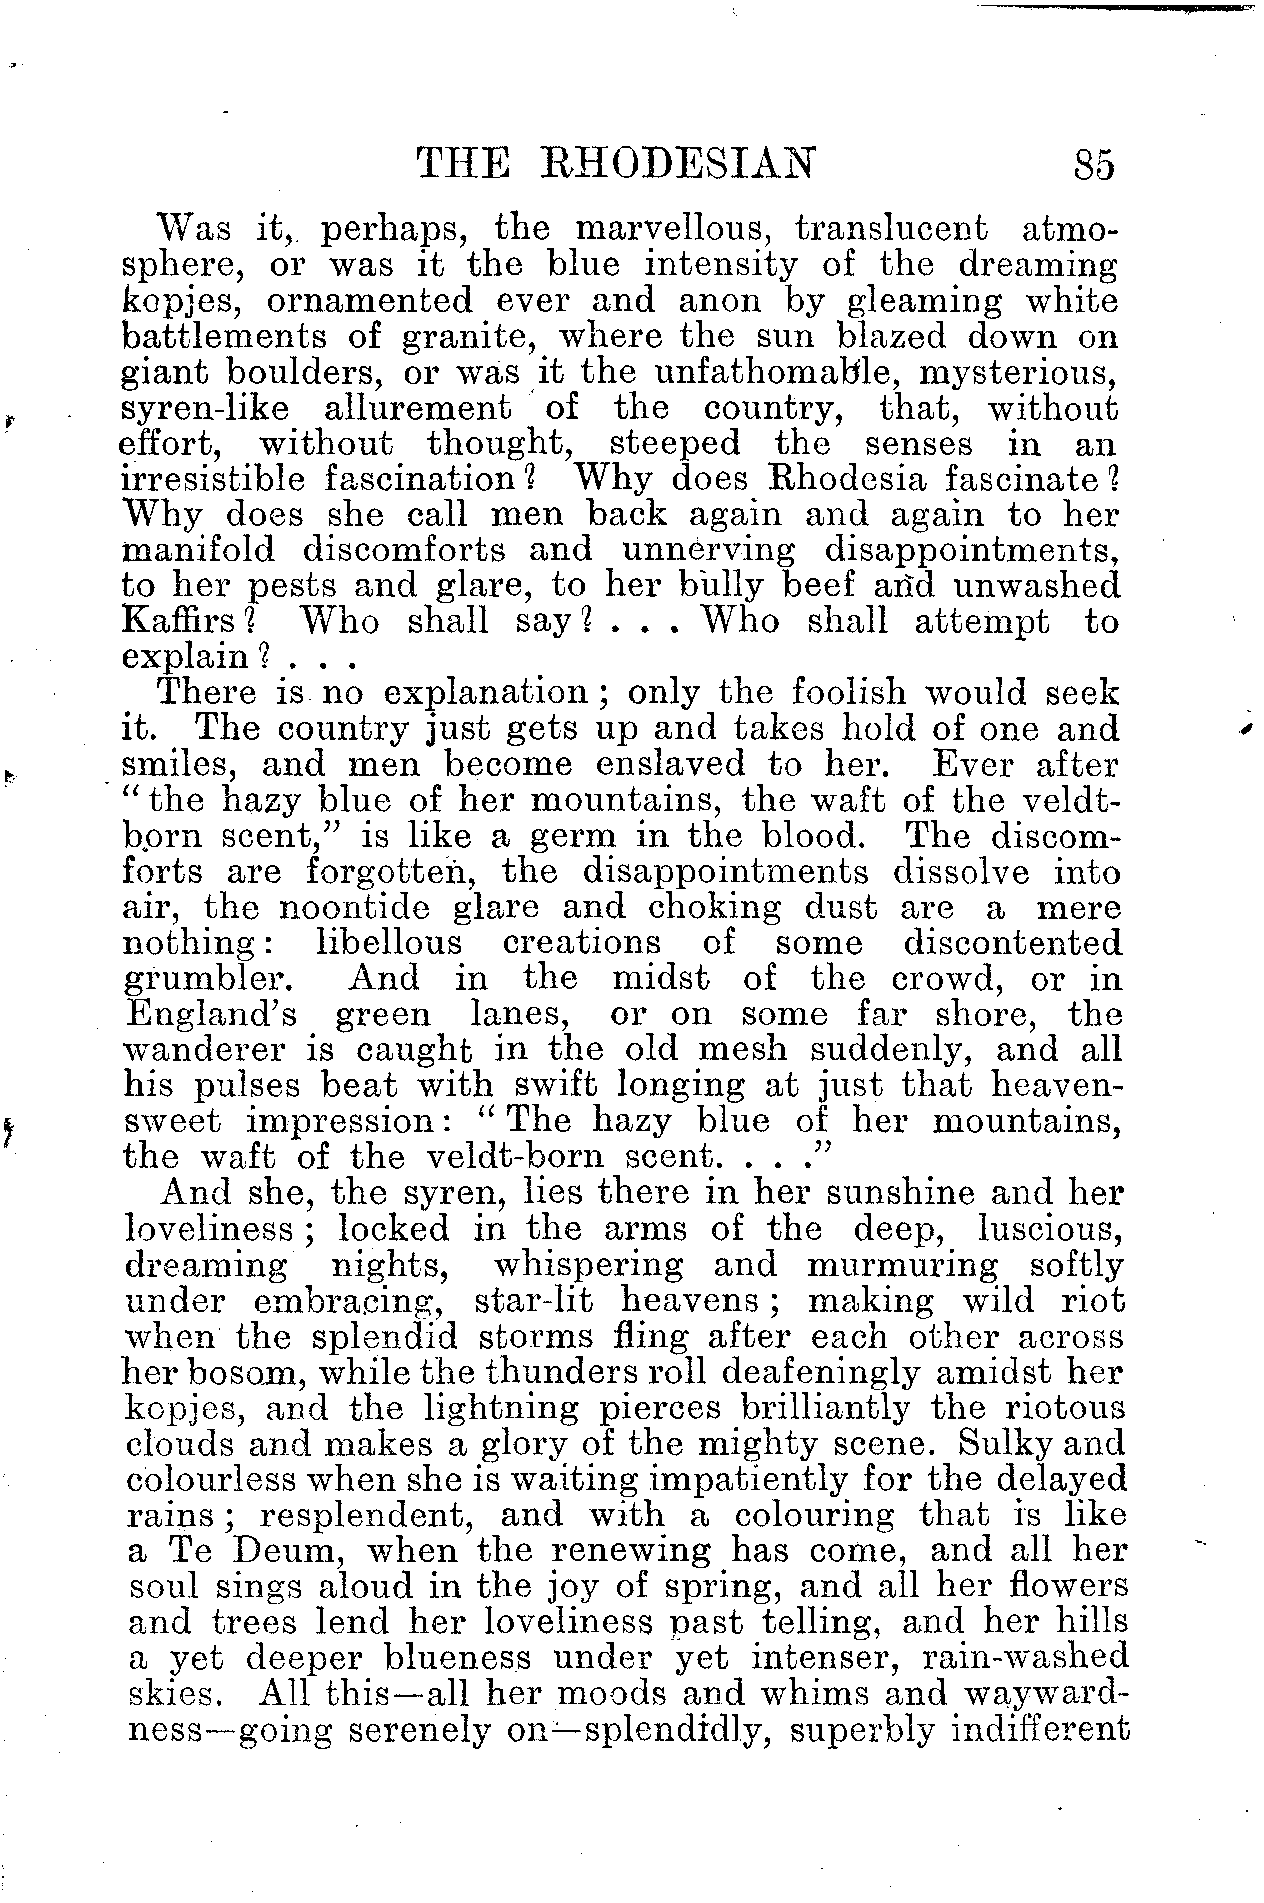 THE RHODESIAN 85
Was it, perhaps, the marvellous, translucent atmo-
sphere, or was it the blue intensity of the dreaming
kopjes, ornamented ever and anon by gleaming white
battlements of granite, where the sun blazed down on
giant boulders, or was it the unfathomable, mysterious,
syren-like allurement of the country, that, without
effort, without thought, steeped the senses in an
irresistible fascination? Why does Rhodesia fascinate?
Why does she call men back again and again to her
manifold discomforts and unnerving disappointments,
to her pests and glare, to her bully beef and unwashed
Kaffirs? Who shall say? . . . Who shall attempt to
explain? . . .
There is no explanation; only the foolish would seek
it. The country just gets up and takes hold of one and
smiles, and men become enslaved to her. Ever after
"the hazy blue of her mountains, the waft of the veldt-
born scent," is like a germ in the blood. The discom-
forts are forgotten, the disappointments dissolve into
air, the noontide glare and choking dust are a mere
nothing: libellous creations of some discontented
grumbler. And in the midst of the crowd, or in
England's green lanes, or on some far shore, the
wanderer is caught in the old mesh suddenly, and all
his pulses beat with swift longing at just that heaven-
sweet impression: "The hazy blue of her mountains,
the waft of the veldt-born scent. . . ."
And she, the syren, lies there in her sunshine and her
loveliness; locked in the arms of the deep, luscious,
dreaming nights, whispering and murmuring softly
under embracing, star-lit heavens; making wild riot
when the splendid storms fling after each other across
her bosom, while the thunders roll deafeningly amidst her
kopjes, and the lightning pierces brilliantly the riotous
clouds and makes a glory of the mighty scene. Sulky and
colourless when she is waiting impatiently for the delayed
rains; resplendent, and with a colouring that is like
a Te Deum, when the renewing has come, and all her
soul sings aloud in the joy of spring, and all her flowers
and trees lend her loveliness past telling, and her hills
a yet deeper blueness under yet intenser, rain-washed
skies. All this—all her moods and whims and wayward-
ness—going serenely on—splendidly, superbly indifferent